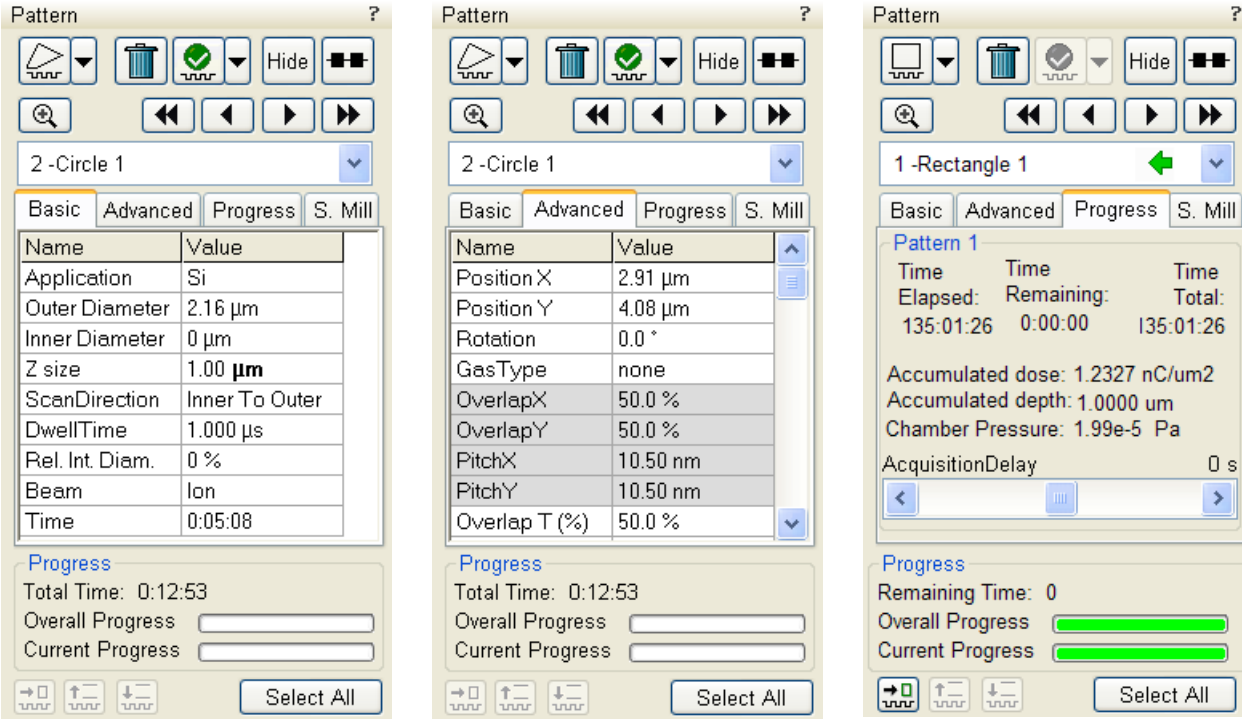 Pattern ?
Hide
2 -Circle 1
Basic Advanced Progress S. Mill
Name Value
Application Si
Outer Diameter 2.16 µm
Inner Diameter 0 µm
Z size 1.00 µm
ScanDirection Inner To Outer
DwellTime 1.000 µs
Rel. Int. Diam. 0 %
Beam Ion
Time 0:05:08
Progress
Total Time: 0:12:53
Overall Progress
Current Progress
Select All
Pattern ?
Hide
2 -Circle 1
Basic Advanced Progress S. Mill
Name Value
Position X 2.91 µm
Position Y 4.08 µm
Rotation 0.0 °
GasType none
OverlapX 50.0 %
OverlapY 50.0 %
PitchX 10.50 nm
PitchY 10.50 nm
Overlap T (%) 50.0 %
Progress
Total Time: 0:12:53
Overall Progress
Current Progress
Select All
Pattern ?
Hide
1 -Rectangle 1
Basic Advanced Progress S. Mill
Pattern 1
Time Time Time
Elapsed: Remaining: Total:
135:01:26 0:00:00 135:01:26
Accumulated dose: 1.2327 nC/um2
Accumulated depth: 1.0000 um
Chamber Pressure: 1.99e-5 Pa
AcquisitionDelay 0 s
Progress
Remaining Time: 0
Overall Progress
Current Progress
Select All